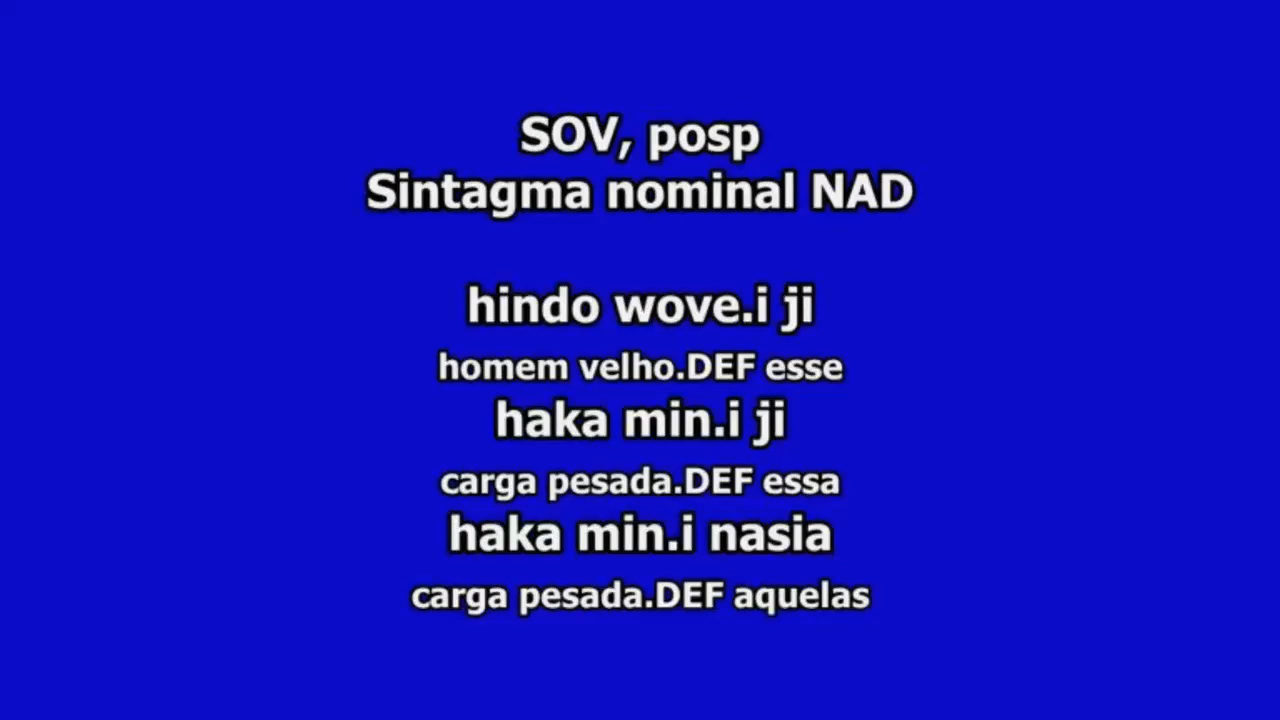 SOV, posp
Sintagma nominal NAD
hindo wove.i ji
homem velho.DEF esse
haka min.i ji
carga pesada.DEF essa
haka min.i nasia
carga pesada.DEF aquelas